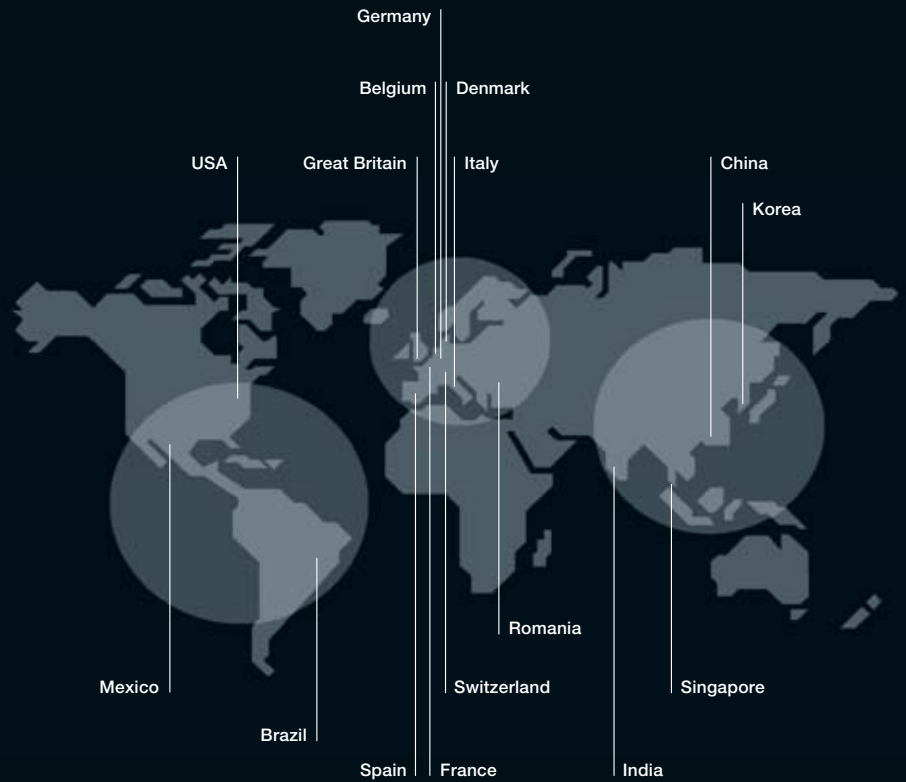 Germany
Belgium
Denmark
USA
Great Britain
Italy
China
Korea
Romania
Mexico
Switzerland
Singapore
Brazil
Spain
France
India